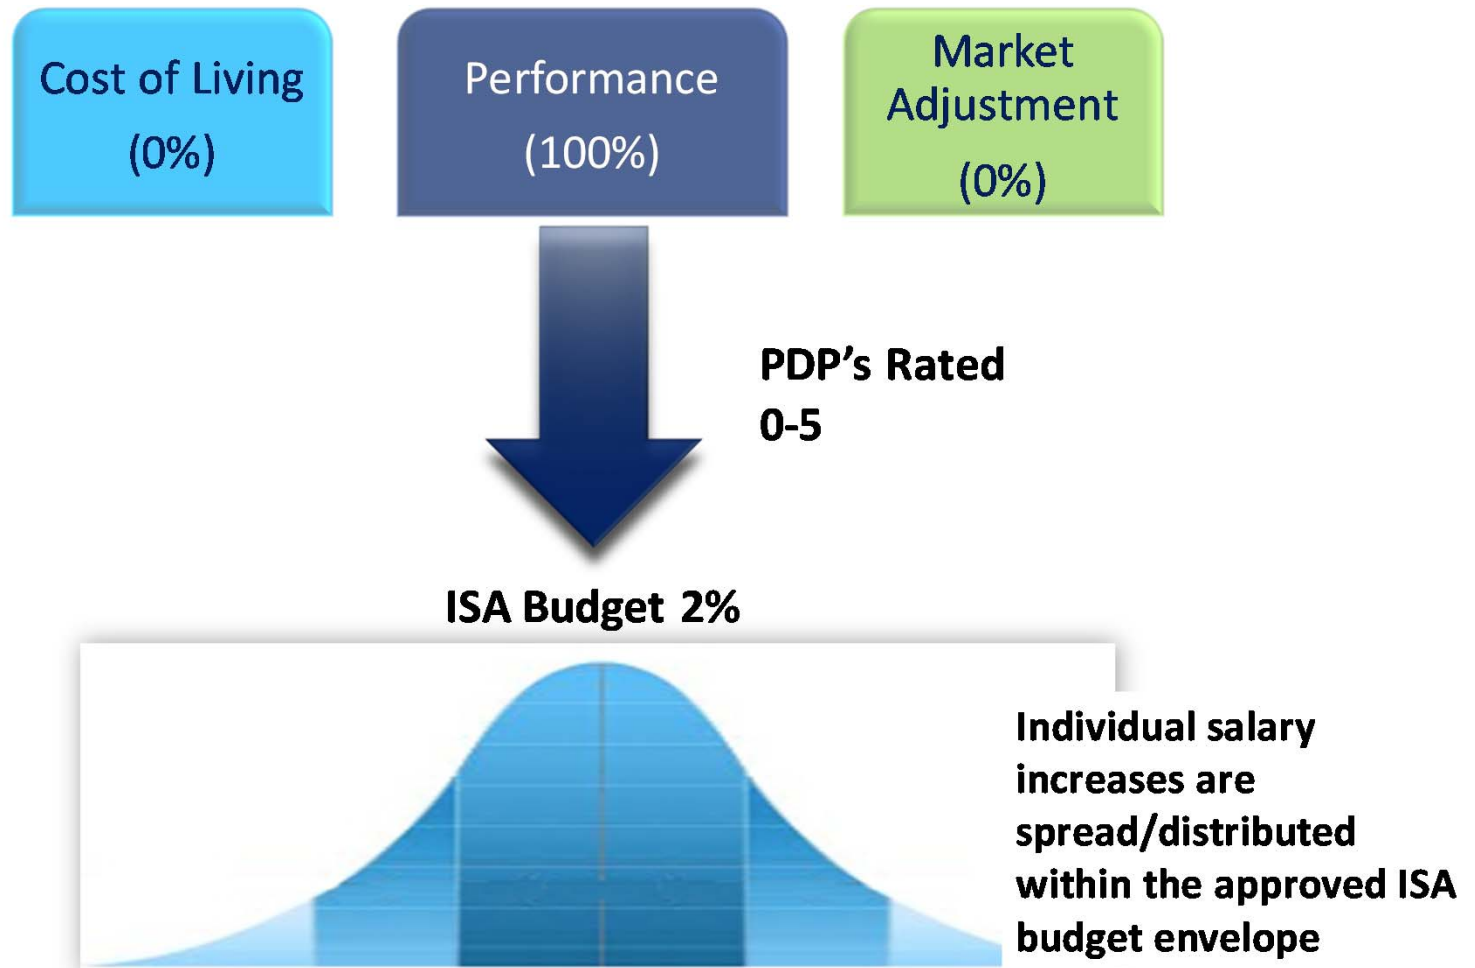 Cost of Living
(0%)
Performance
(100%)
Market
Adjustment
(0%)
PDP's Rated
0-5
ISA Budget 2%
Individual salary
increases are
spread/distributed
within the approved ISA
budget envelope